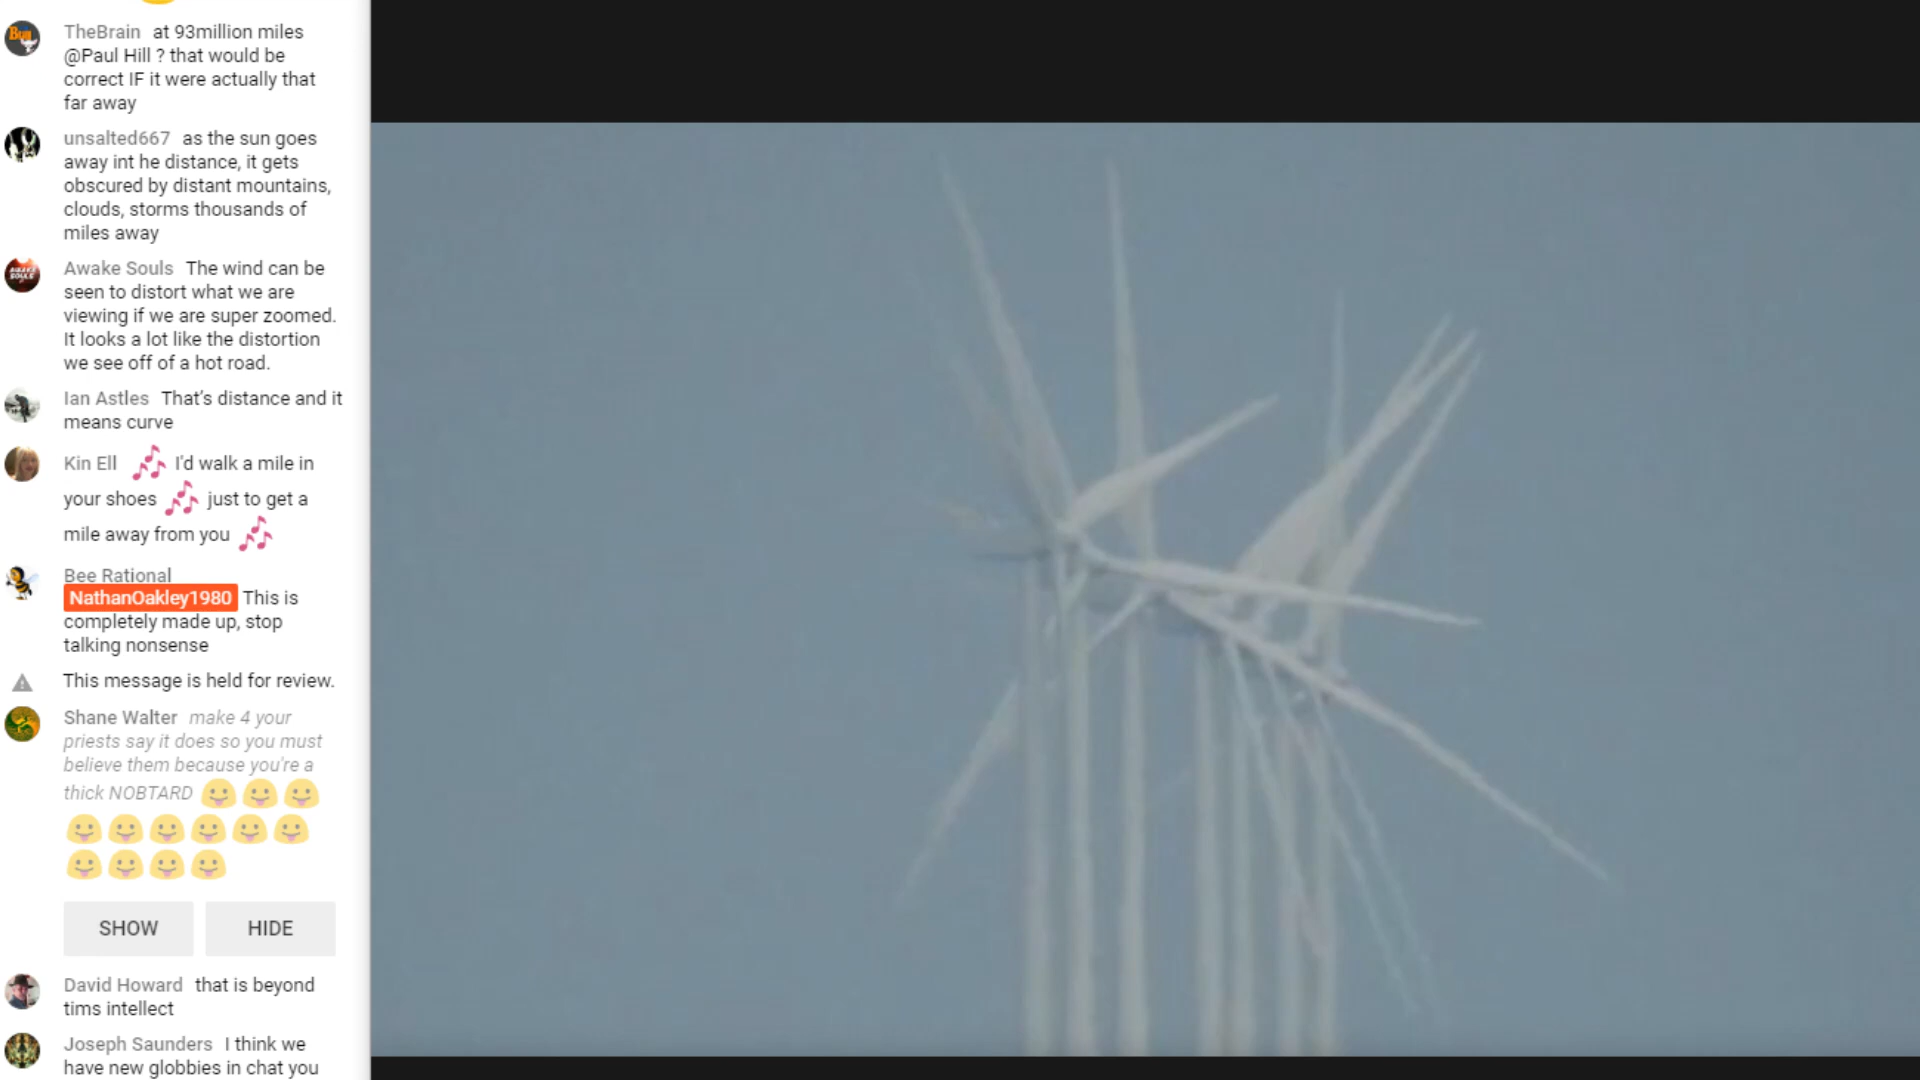 TheBrain at 93million miles
@Paul Hill ? that would be
correct IF it were actually that
far away
unsalted667 as the sun goes
away int he distance, it gets
obscured by distant mountains,
clouds, storms thousands of
miles away
Awake Souls The wind can be
seen to distort what we are
viewing if we are super zoomed.
It looks a lot like the distortion
we see off of a hot road.
Ian Astles That's distance and it
means curve
Kin Ell I'd walk a mile in
your shoes just to get a
mile away from you
Bee Rational
NathanOakley1980 This is
completely made up, stop
talking nonsense
This message is held for review.
Shane Walter make 4 your
priests say it does so you must
believe them because you're a
thick NOBTARD
SHOW HIDE
David Howard that is beyond
tims intellect
Joseph Saunders I think we
have new globbies in chat you